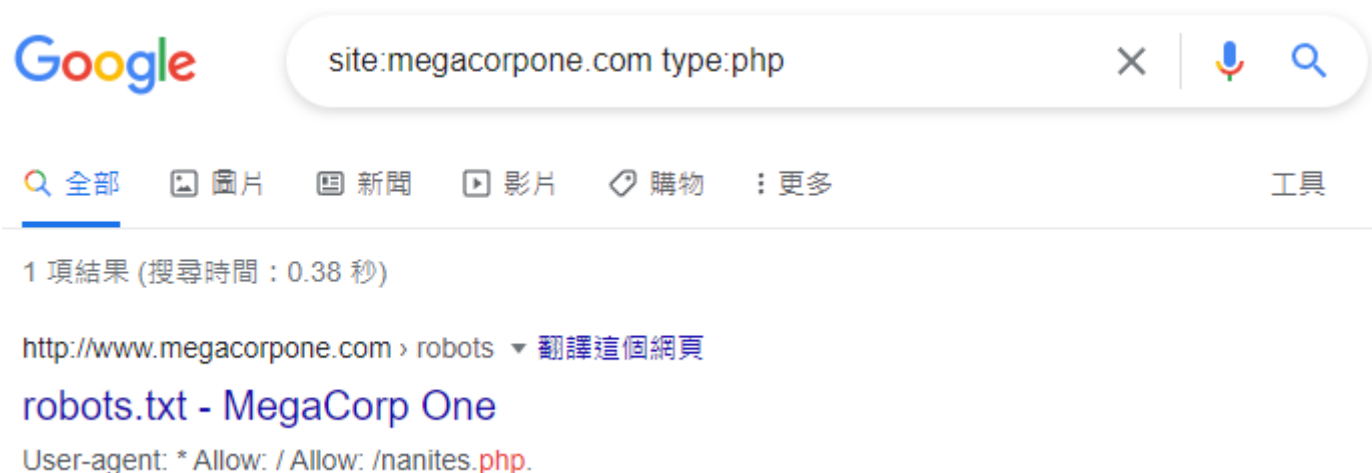 Google site:megacorpone.com type:php
全部 圖片 新聞 影片 購物 更多 工具
1 項結果 (搜尋時間：0.38 秒)
http://www.megacorpone.com › robots ▾ 翻譯這個網頁
robots.txt - MegaCorp One
User-agent: * Allow: / Allow: /nanites.php.